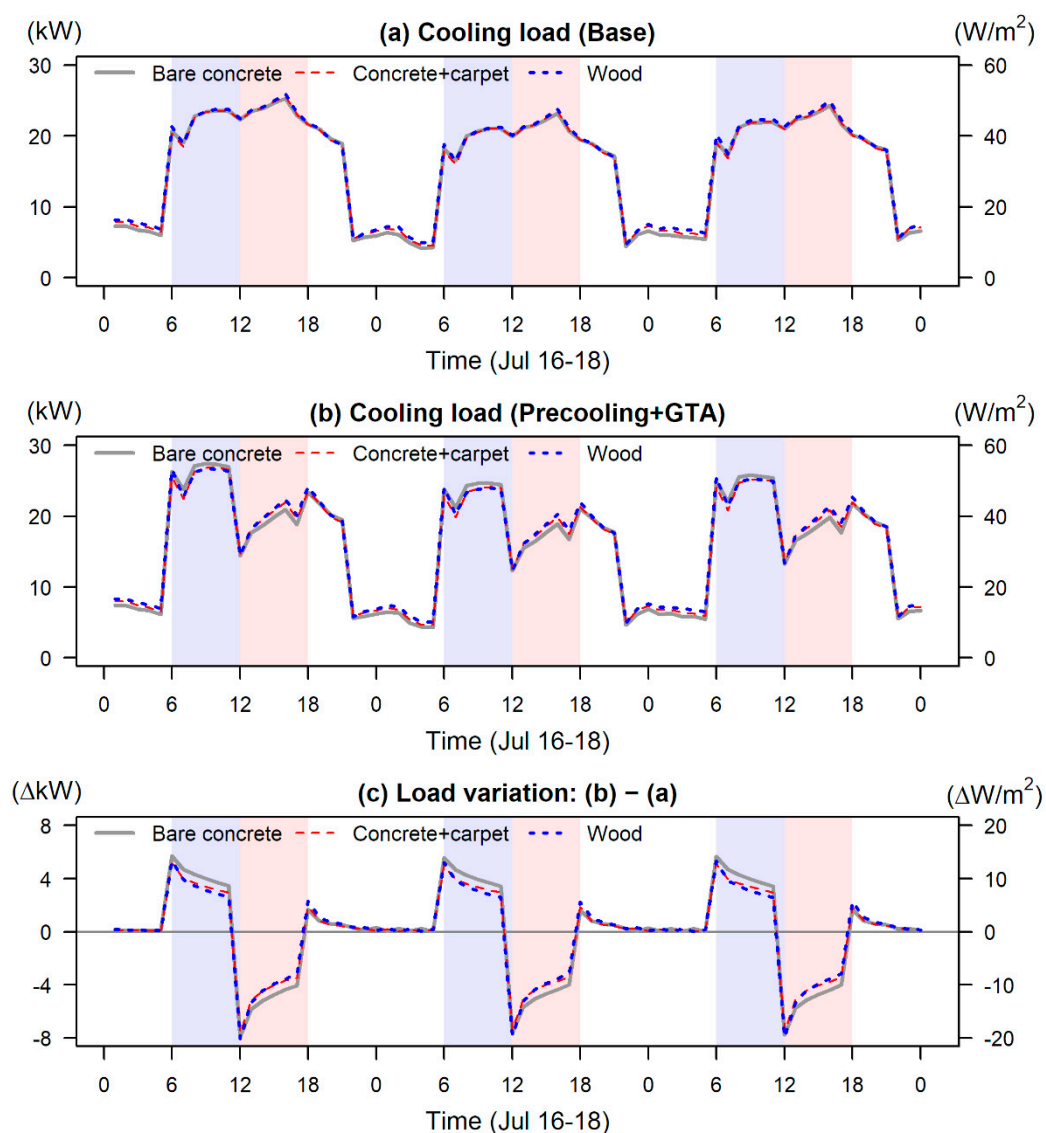 (kW) (a) Cooling load (Base) (W/m²)
Bare concrete Concrete+carpet Wood
30 60
20 40
10 20
0 0
0 6 12 18 0 6 12 18 0 6 12 18 0
Time (Jul 16-18)
(kW) (b) Cooling load (Precooling+GTA) (W/m²)
Bare concrete Concrete+carpet Wood
30 60
20 40
10 20
0 0
0 6 12 18 0 6 12 18 0 6 12 18 0
Time (Jul 16-18)
(ΔkW) (c) Load variation: (b) − (a) (ΔW/m²)
8 20
Bare concrete Concrete+carpet Wood
4 10
0 0
-4 -10
-8 -20
0 6 12 18 0 6 12 18 0 6 12 18 0
Time (Jul 16-18)